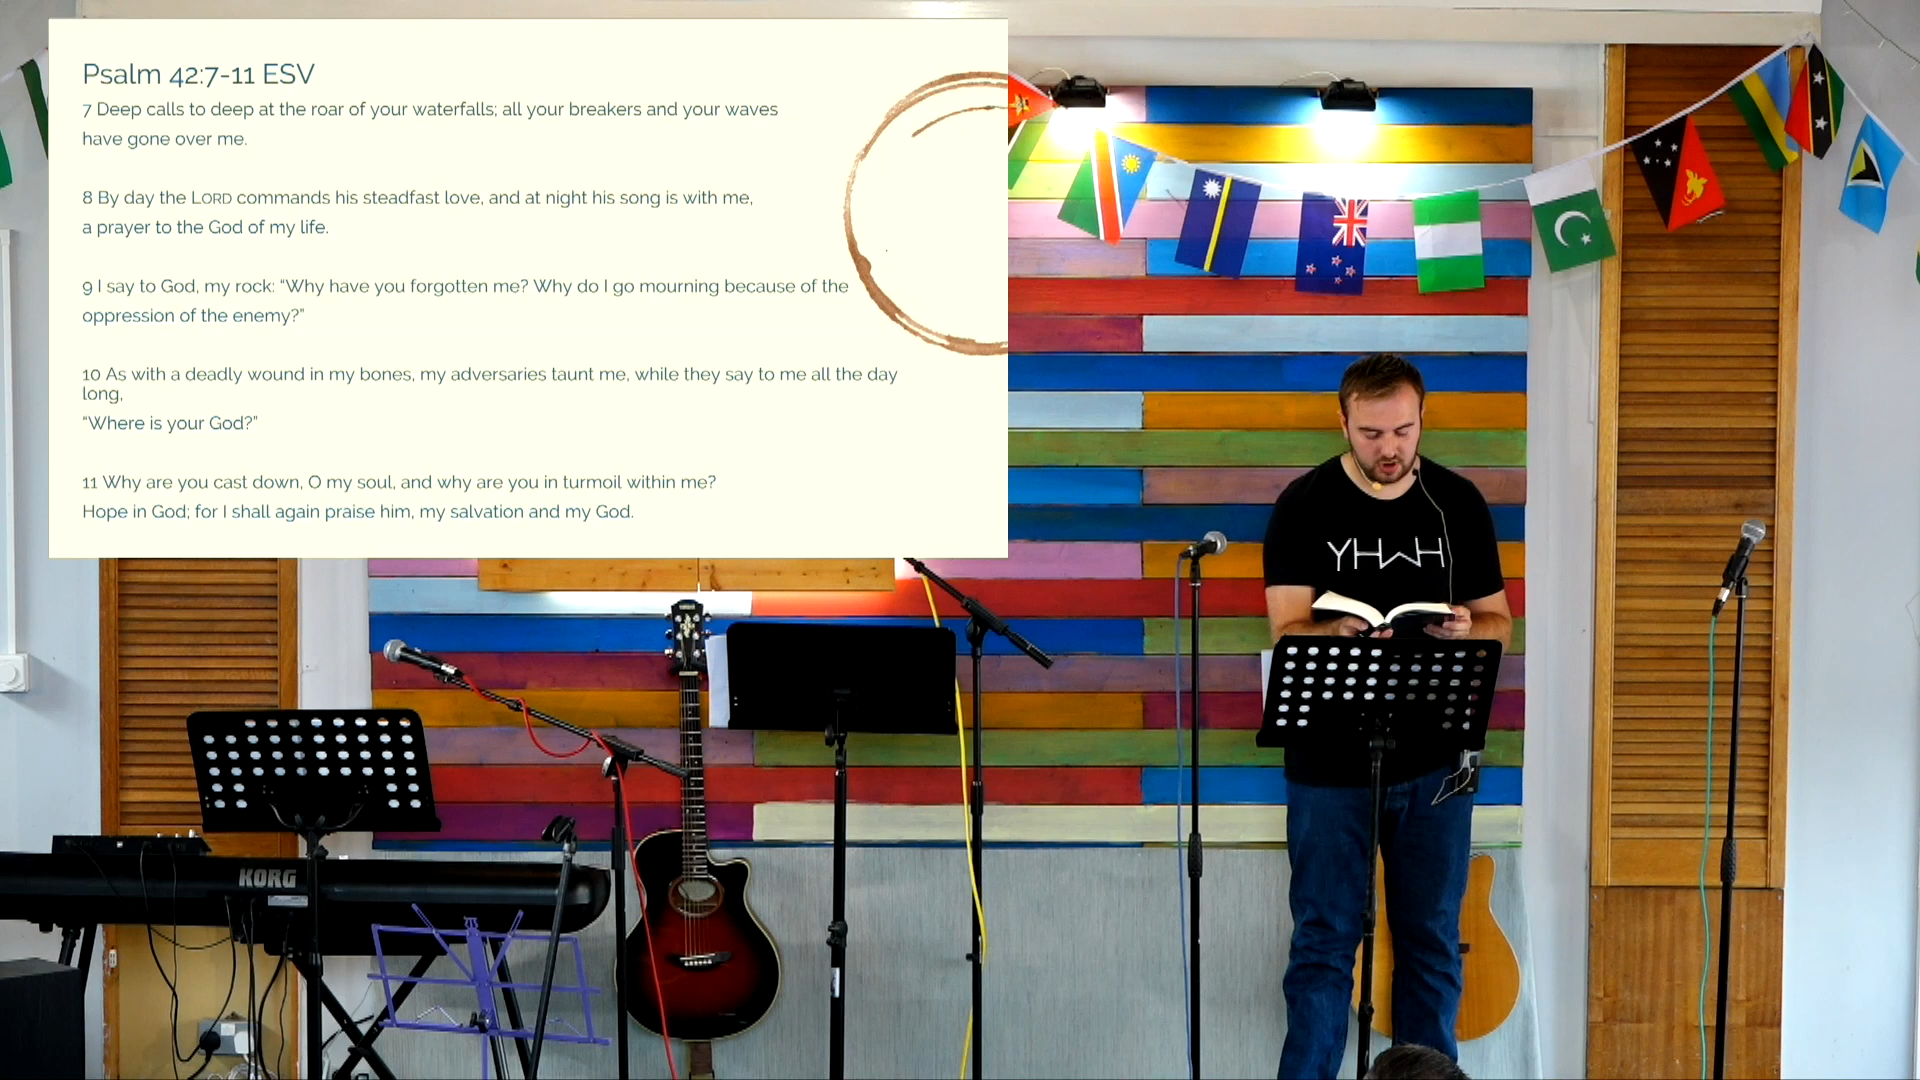 Psalm 42:7-11 ESV
7 Deep calls to deep at the roar of your waterfalls; all your breakers and your waves
have gone over me.
8 By day the LORD commands his steadfast love, and at night his song is with me,
a prayer to the God of my life.
9 I say to God, my rock: “Why have you forgotten me? Why do I go mourning because of the
oppression of the enemy?”
10 As with a deadly wound in my bones, my adversaries taunt me, while they say to me all the day
long,
“Where is your God?”
11 Why are you cast down, O my soul, and why are you in turmoil within me?
Hope in God; for I shall again praise him, my salvation and my God.
YHWH
KORG